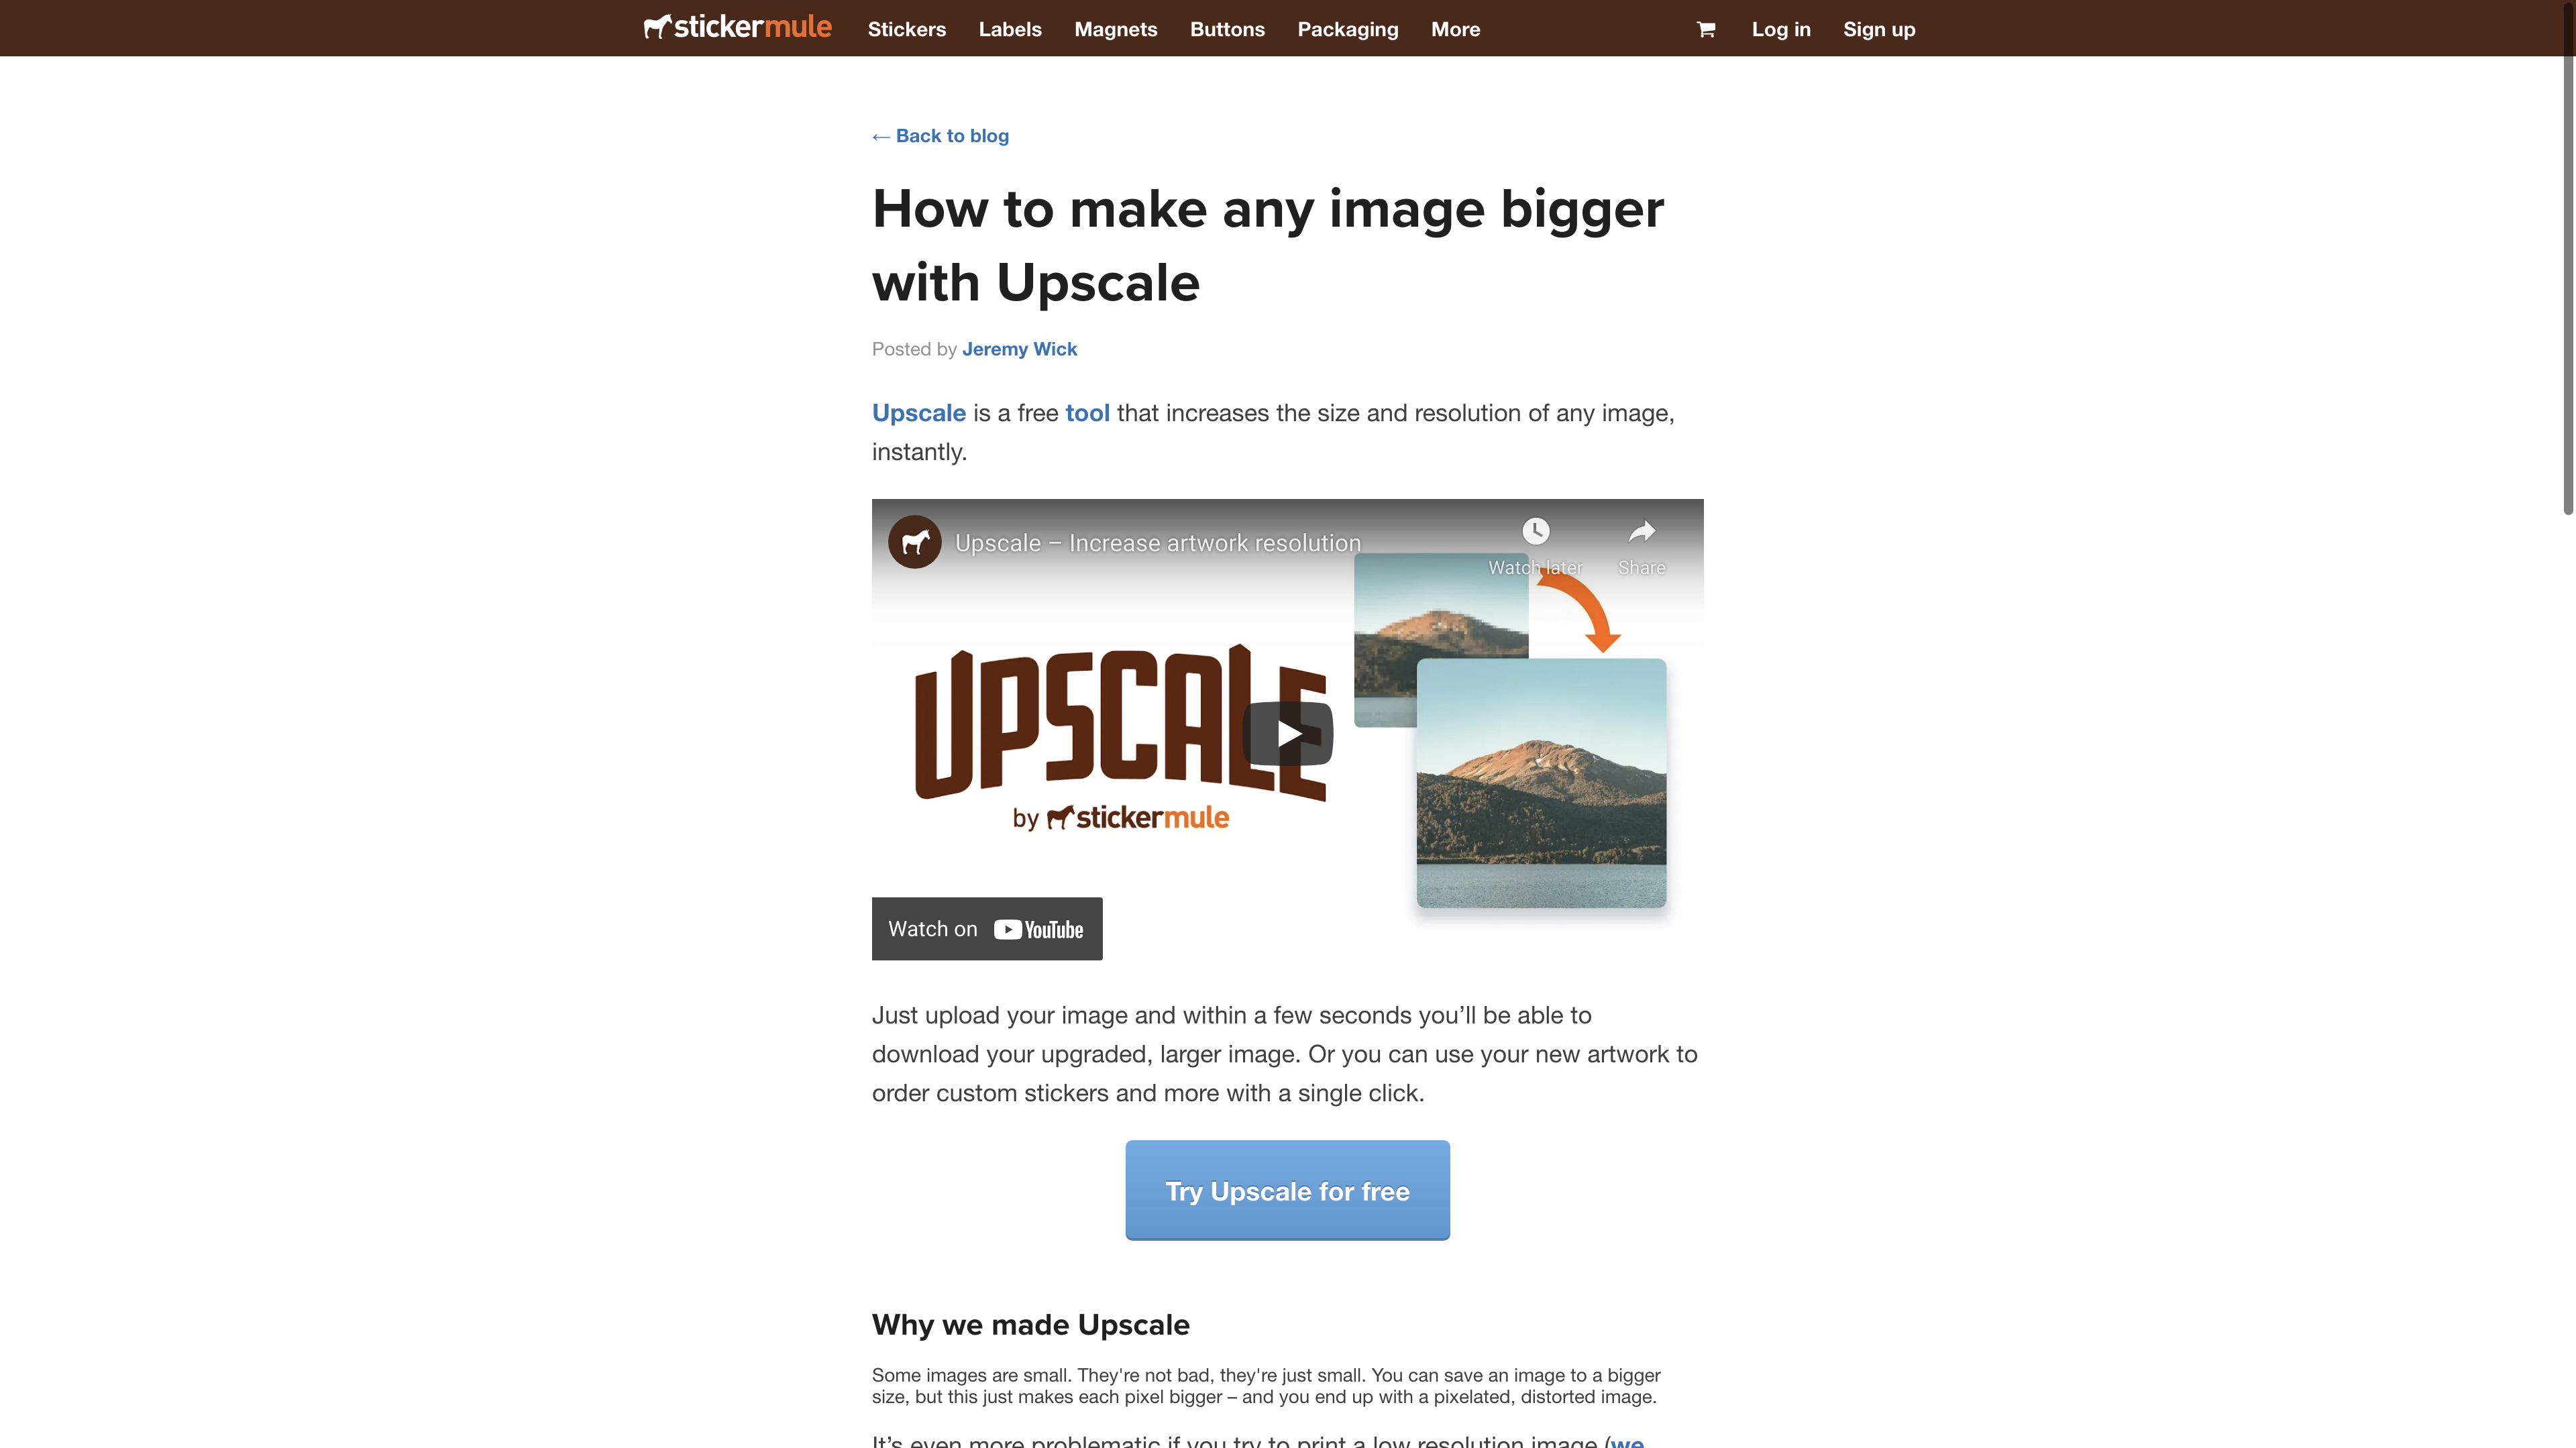 stickermule Stickers Labels Magnets Buttons Packaging More Log in Sign up
← Back to blog
How to make any image bigger
with Upscale
Posted by Jeremy Wick
Upscale is a free tool that increases the size and resolution of any image,
instantly.
Upscale – Increase artwork resolution
Watch later Share
UPSCALE
by stickermule
Watch on YouTube
Just upload your image and within a few seconds you’ll be able to
download your upgraded, larger image. Or you can use your new artwork to
order custom stickers and more with a single click.
Try Upscale for free
Why we made Upscale
Some images are small. They're not bad, they're just small. You can save an image to a bigger
size, but this just makes each pixel bigger – and you end up with a pixelated, distorted image.
It’s even more problematic if you try to print a low resolution image (we